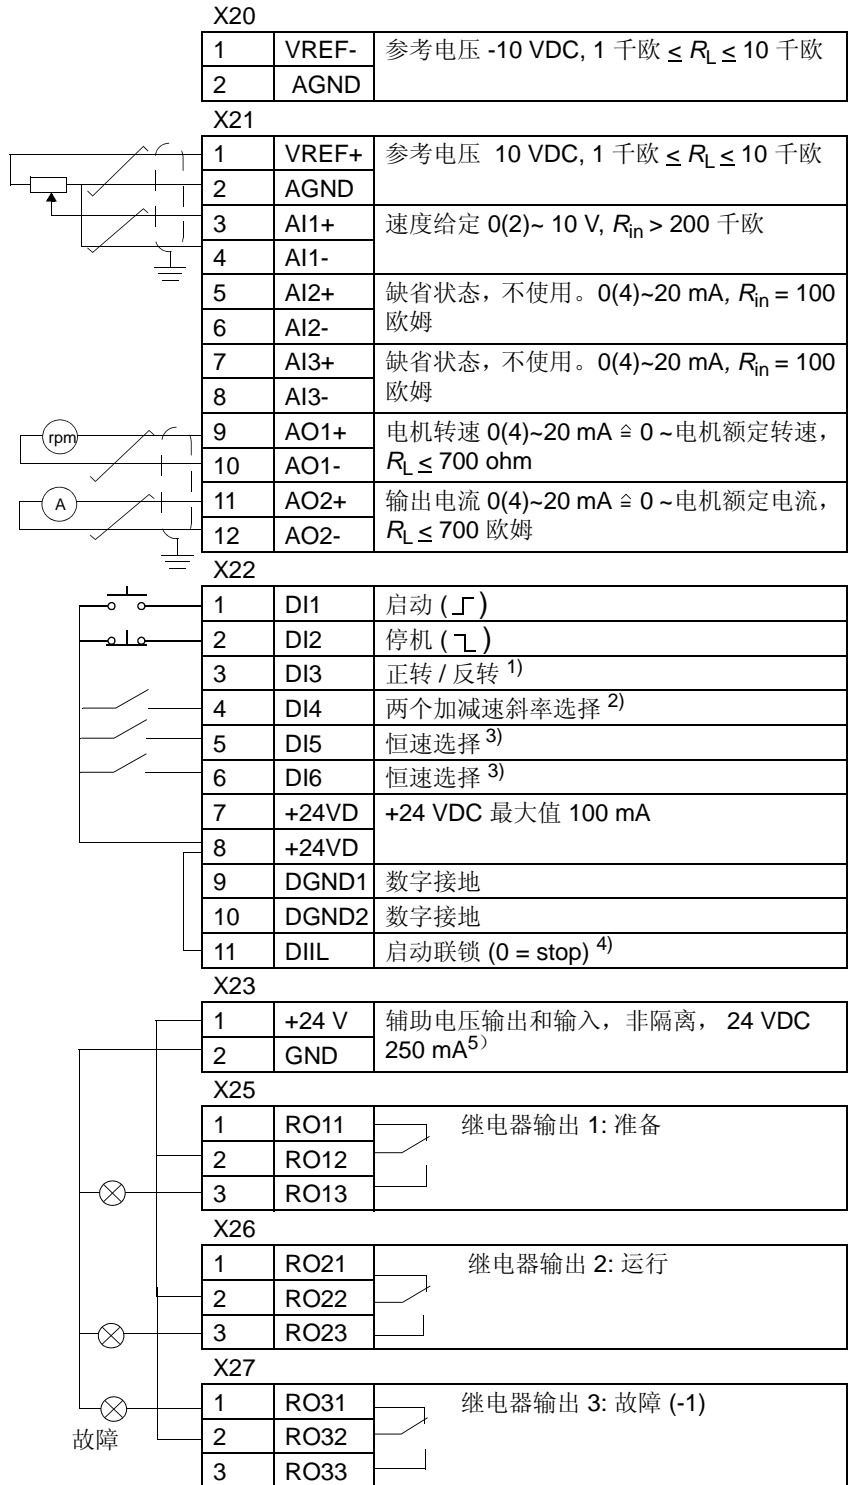 X20
1 VREF- 参考电压 -10 VDC, 1 千欧 ≤ RL ≤ 10 千欧
2 AGND
X21
1 VREF+ 参考电压 10 VDC, 1 千欧 ≤ RL ≤ 10 千欧
2 AGND
3 AI1+ 速度给定 0(2)~ 10 V, Rin > 200 千欧
4 AI1-
5 AI2+ 缺省状态，不使用。0(4)~20 mA, Rin = 100
6 AI2- 欧姆
7 AI3+ 缺省状态，不使用。0(4)~20 mA, Rin = 100
8 AI3- 欧姆
rpm 9 AO1+ 电机转速 0(4)~20 mA ≙ 0 ~电机额定转速，
10 AO1- RL ≤ 700 ohm
A 11 AO2+ 输出电流 0(4)~20 mA ≙ 0 ~电机额定电流，
12 AO2- RL ≤ 700 欧姆
X22
1 DI1 启动 ( )
2 DI2 停机 ( )
3 DI3 正转 / 反转 1)
4 DI4 两个加减速斜率选择 2)
5 DI5 恒速选择 3)
6 DI6 恒速选择 3)
7 +24VD +24 VDC 最大值 100 mA
8 +24VD
9 DGND1 数字接地
10 DGND2 数字接地
11 DIIL 启动联锁 (0 = stop) 4)
X23
1 +24 V 辅助电压输出和输入，非隔离， 24 VDC
2 GND 250 mA5）
X25
1 RO11 继电器输出 1: 准备
2 RO12
3 RO13
X26
1 RO21 继电器输出 2: 运行
2 RO22
3 RO23
X27
1 RO31 继电器输出 3: 故障 (-1)
故障 2 RO32
3 RO33